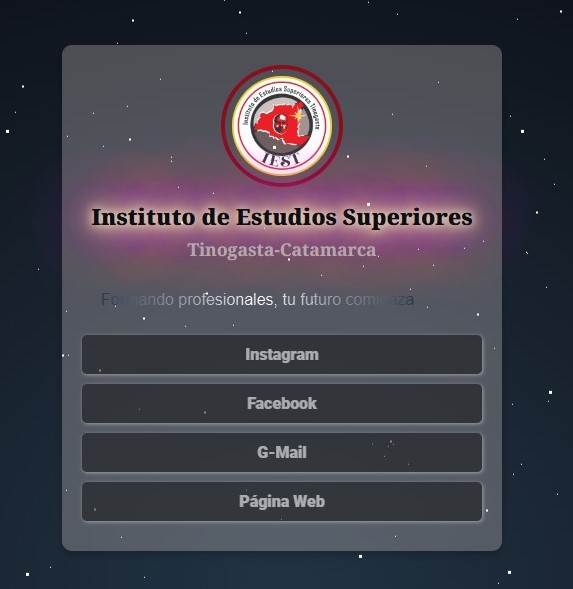 Instituto de Estudios Superiores Tinogasta
IEST
Instituto de Estudios Superiores
Tinogasta-Catamarca
Formando profesionales, tu futuro comienza
Instagram
Facebook
G-Mail
Página Web